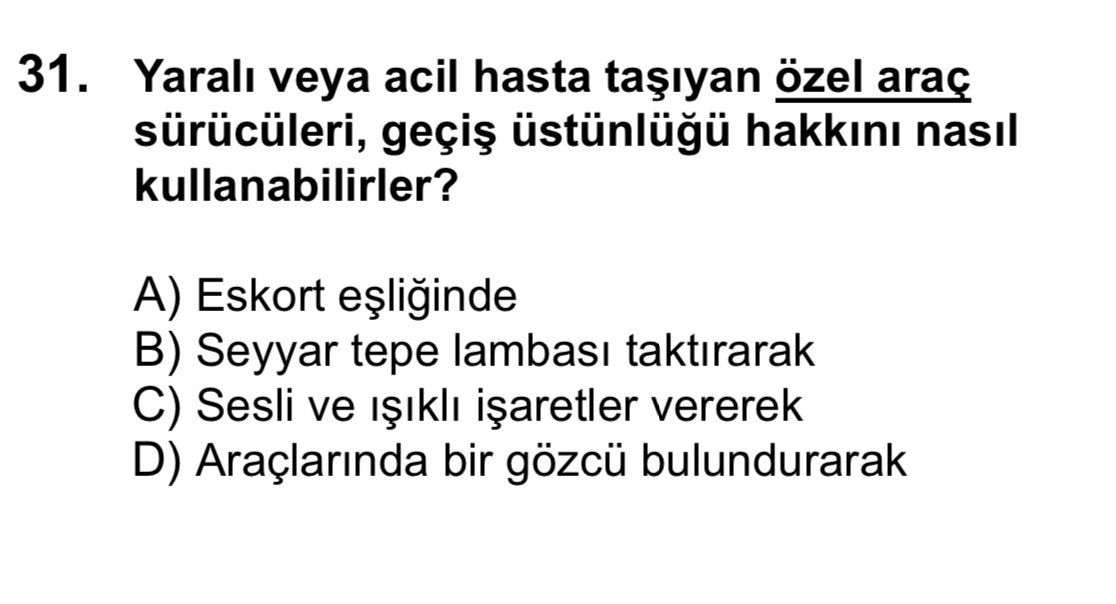 31. Yaralı veya acil hasta taşıyan özel araç
sürücüleri, geçiş üstünlüğü hakkını nasıl
kullanabilirler?
A) Eskort eşliğinde
B) Seyyar tepe lambası taktırarak
C) Sesli ve ışıklı işaretler vererek
D) Araçlarında bir gözcü bulundurarak